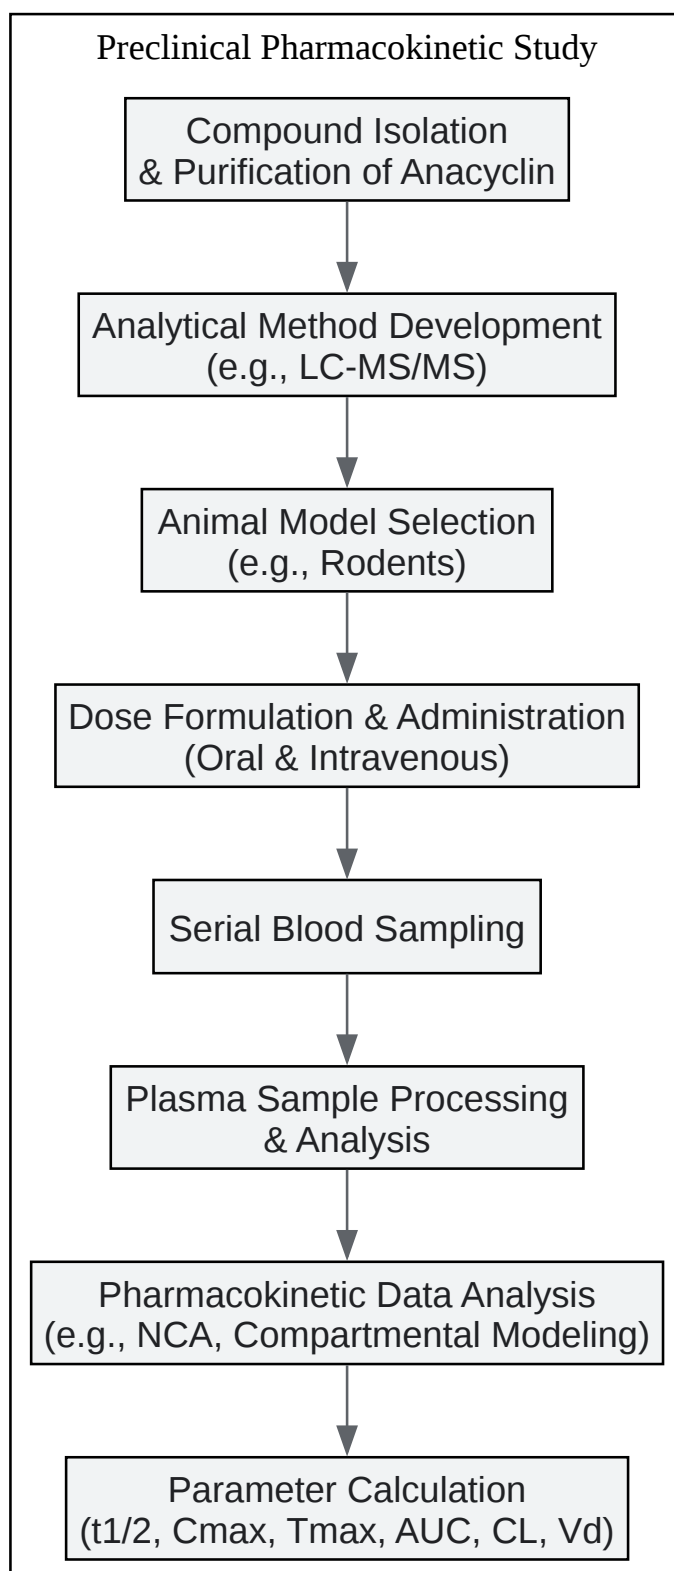 Preclinical Pharmacokinetic Study
Compound Isolation
& Purification of Anacyclin
Analytical Method Development
(e.g., LC-MS/MS)
Animal Model Selection
(e.g., Rodents)
Dose Formulation & Administration
(Oral & Intravenous)
Serial Blood Sampling
Plasma Sample Processing
& Analysis
Pharmacokinetic Data Analysis
(e.g., NCA, Compartmental Modeling)
Parameter Calculation
(t1/2, Cmax, Tmax, AUC, CL, Vd)